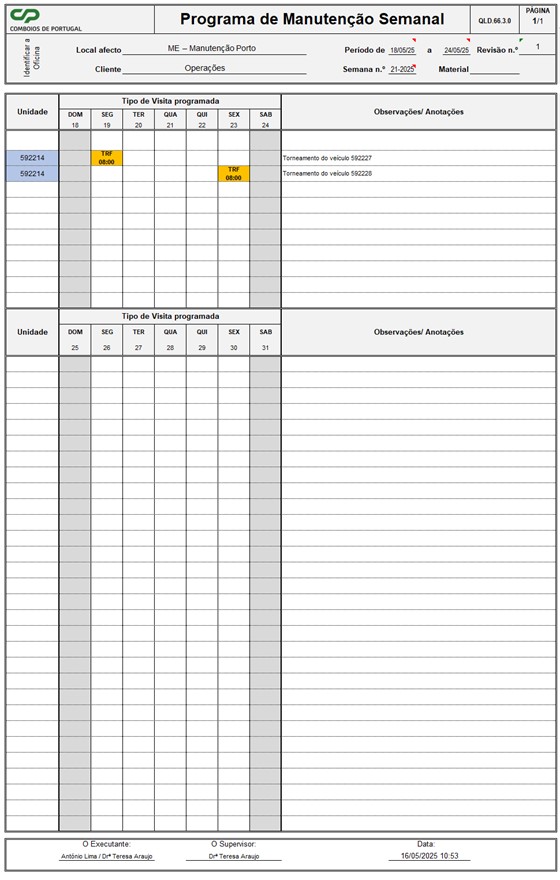 CP
COMBOIOS DE PORTUGAL
Programa de Manutenção Semanal
QLD.66.3.0
PÁGINA
1/1
Identificar a Oficina
Local afecto ME – Manutenção Porto
Período de 18/05/25 a 24/05/25 Revisão n.º 1
Cliente Operações
Semana n.º 21-2025 Material
Unidade Tipo de Visita programada Observações/ Anotações
DOM SEG TER QUA QUI SEX SAB
18 19 20 21 22 23 24
592214 TRF 08:00 Torneamento do veículo 592227
592214 TRF 08:00 Torneamento do veículo 592228
Unidade Tipo de Visita programada Observações/ Anotações
DOM SEG TER QUA QUI SEX SAB
25 26 27 28 29 30 31
O Executante: O Supervisor: Data:
António Lima / Drª Teresa Araujo Drª Teresa Araujo 16/05/2025 10:53